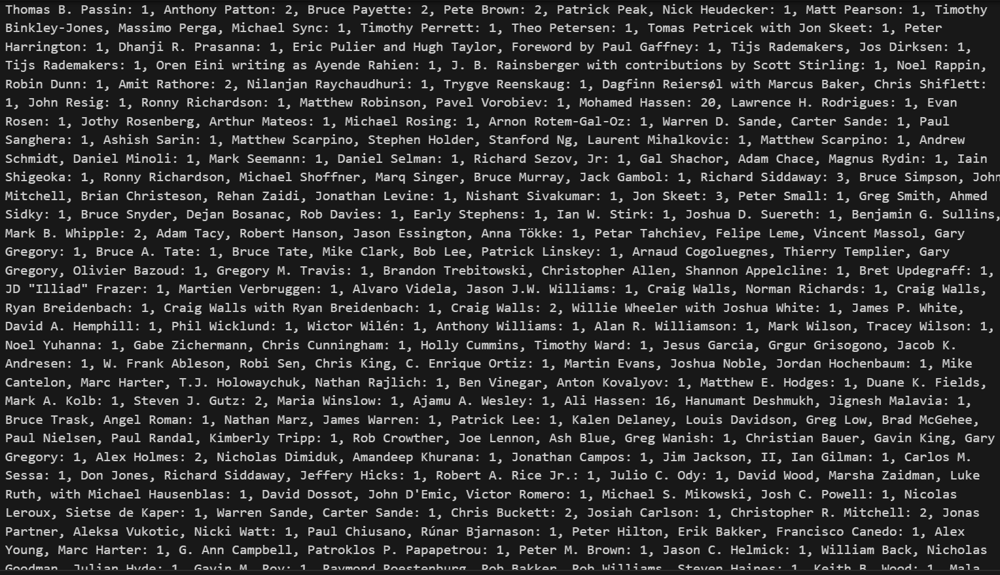 Thomas B. Passin: 1, Anthony Patton: 2, Bruce Payette: 2, Pete Brown: 2, Patrick Peak, Nick Heudecker: 1, Matt Pearson: 1, Timothy
Binkley-Jones, Massimo Perga, Michael Sync: 1, Timothy Perrett: 1, Theo Petersen: 1, Tomas Petricek with Jon Skeet: 1, Peter
Harrington: 1, Dhanji R. Prasanna: 1, Eric Pulier and Hugh Taylor, Foreword by Paul Gaffney: 1, Tijs Rademakers, Jos Dirksen: 1,
Tijs Rademakers: 1, Oren Eini writing as Ayende Rahien: 1, J. B. Rainsberger with contributions by Scott Stirling: 1, Noel Rappin,
Robin Dunn: 1, Amit Rathore: 2, Nilanjan Raychaudhuri: 1, Trygve Reenskaug: 1, Dagfinn Reiersøl with Marcus Baker, Chris Shiflett:
1, John Resig: 1, Ronny Richardson: 1, Matthew Robinson, Pavel Vorobiev: 1, Mohamed Hassen: 20, Lawrence H. Rodrigues: 1, Evan
Rosen: 1, Jothy Rosenberg, Arthur Mateos: 1, Michael Rosing: 1, Arnon Rotem-Gal-Oz: 1, Warren D. Sande, Carter Sande: 1, Paul
Sanghera: 1, Ashish Sarin: 1, Matthew Scarpino, Stephen Holder, Stanford Ng, Laurent Mihalkovic: 1, Matthew Scarpino: 1, Andrew
Schmidt, Daniel Minoli: 1, Mark Seemann: 1, Daniel Selman: 1, Richard Sezov, Jr: 1, Gal Shachor, Adam Chace, Magnus Rydin: 1, Iain
Shigeoka: 1, Ronny Richardson, Michael Shoffner, Marq Singer, Bruce Murray, Jack Gambol: 1, Richard Siddaway: 3, Bruce Simpson, John
Mitchell, Brian Christeson, Rehan Zaidi, Jonathan Levine: 1, Nishant Sivakumar: 1, Jon Skeet: 3, Peter Small: 1, Greg Smith, Ahmed
Sidky: 1, Bruce Snyder, Dejan Bosanac, Rob Davies: 1, Early Stephens: 1, Ian W. Stirk: 1, Joshua D. Suereth: 1, Benjamin G. Sullins,
Mark B. Whipple: 2, Adam Tacy, Robert Hanson, Jason Essington, Anna Tökke: 1, Petar Tahchiev, Felipe Leme, Vincent Massol, Gary
Gregory: 1, Bruce A. Tate: 1, Bruce Tate, Mike Clark, Bob Lee, Patrick Linskey: 1, Arnaud Cogoluegnes, Thierry Templier, Gary
Gregory, Olivier Bazoud: 1, Gregory M. Travis: 1, Brandon Trebitowski, Christopher Allen, Shannon Appelcline: 1, Bret Updegraff: 1,
JD "Illiad" Frazer: 1, Martien Verbruggen: 1, Alvaro Videla, Jason J.W. Williams: 1, Craig Walls, Norman Richards: 1, Craig Walls,
Ryan Breidenbach: 1, Craig Walls with Ryan Breidenbach: 1, Craig Walls: 2, Willie Wheeler with Joshua White: 1, James P. White,
David A. Hemphill: 1, Phil Wicklund: 1, Wictor Wilén: 1, Anthony Williams: 1, Alan R. Williamson: 1, Mark Wilson, Tracey Wilson: 1,
Noel Yuhanna: 1, Gabe Zichermann, Chris Cunningham: 1, Holly Cummins, Timothy Ward: 1, Jesus Garcia, Grgur Grisogono, Jacob K.
Andresen: 1, W. Frank Ableson, Robi Sen, Chris King, C. Enrique Ortiz: 1, Martin Evans, Joshua Noble, Jordan Hochenbaum: 1, Mike
Cantelon, Marc Harter, T.J. Holowaychuk, Nathan Rajlich: 1, Ben Vinegar, Anton Kovalyov: 1, Matthew E. Hodges: 1, Duane K. Fields,
Mark A. Kolb: 1, Steven J. Gutz: 2, Maria Winslow: 1, Ajamu A. Wesley: 1, Ali Hassen: 16, Hanumant Deshmukh, Jignesh Malavia: 1,
Bruce Trask, Angel Roman: 1, Nathan Marz, James Warren: 1, Patrick Lee: 1, Kalen Delaney, Louis Davidson, Greg Low, Brad McGehee,
Paul Nielsen, Paul Randal, Kimberly Tripp: 1, Rob Crowther, Joe Lennon, Ash Blue, Greg Wanish: 1, Christian Bauer, Gavin King, Gary
Gregory: 1, Alex Holmes: 2, Nicholas Dimiduk, Amandeep Khurana: 1, Jonathan Campos: 1, Jim Jackson, II, Ian Gilman: 1, Carlos M.
Sessa: 1, Don Jones, Richard Siddaway, Jeffery Hicks: 1, Robert A. Rice Jr.: 1, Julio C. Ody: 1, David Wood, Marsha Zaidman, Luke
Ruth, with Michael Hausenblas: 1, David Dossot, John D'Emic, Victor Romero: 1, Michael S. Mikowski, Josh C. Powell: 1, Nicolas
Leroux, Sietse de Kaper: 1, Warren Sande, Carter Sande: 1, Chris Buckett: 2, Josiah Carlson: 1, Christopher R. Mitchell: 2, Jonas
Partner, Aleksa Vukotic, Nicki Watt: 1, Paul Chiusano, Rúnar Bjarnason: 1, Peter Hilton, Erik Bakker, Francisco Canedo: 1, Alex
Young, Marc Harter: 1, G. Ann Campbell, Patroklos P. Papapetrou: 1, Peter M. Brown: 1, Jason C. Helmick: 1, William Back, Nicholas
Goodman, Julian Hyde: 1, Gavin M. Roy: 1, Raymond Roestenburg, Rob Bakker, Rob Williams, Steven Haines: 1, Keith B. Wood: 1, Mala